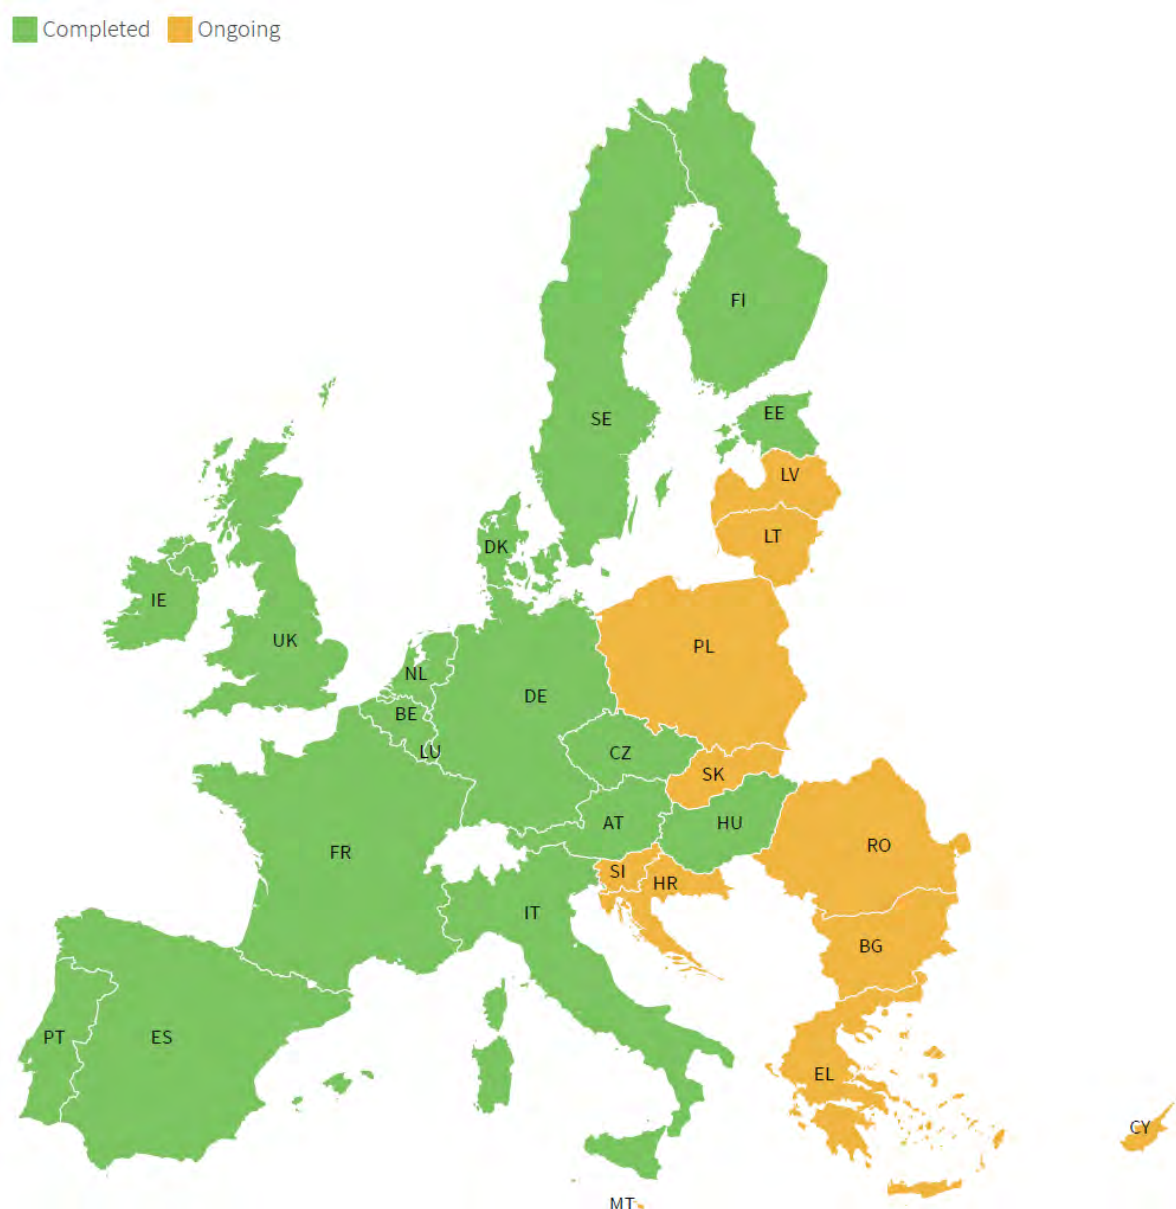 Completed Ongoing
FI
SE
EE
LV
LT
DK
IE
UK
PL
NL
DE
BE
LU
CZ
SK
AT
HU
FR
RO
SI
HR
IT
BG
PT
ES
EL
CY
MT